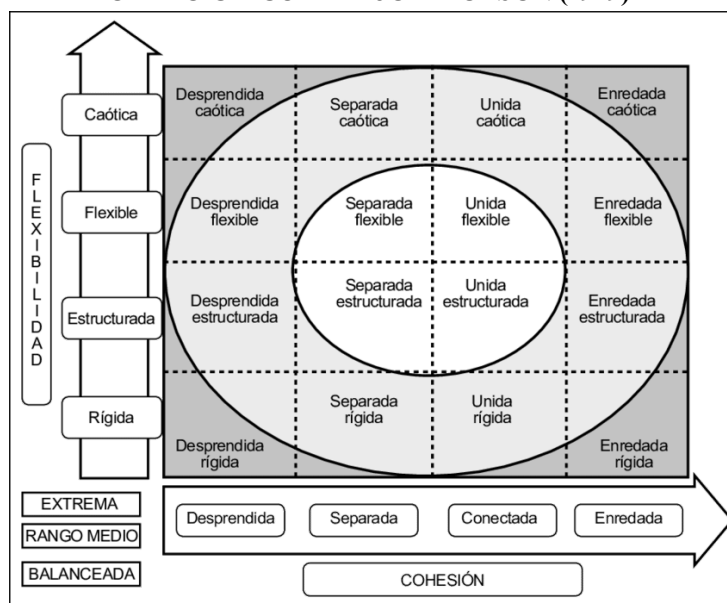 Caótica
Desprendida
caótica
Separada
caótica
Unida
caótica
Enredada
caótica
FLEXIBILIDAD
Flexible
Desprendida
flexible
Separada
flexible
Unida
flexible
Enredada
flexible
Estructurada
Desprendida
estructurada
Separada
estructurada
Unida
estructurada
Enredada
estructurada
Rígida
Desprendida
rígida
Separada
rígida
Unida
rígida
Enredada
rígida
EXTREMA
RANGO MEDIO
BALANCEADA
Desprendida
Separada
Conectada
Enredada
COHESIÓN